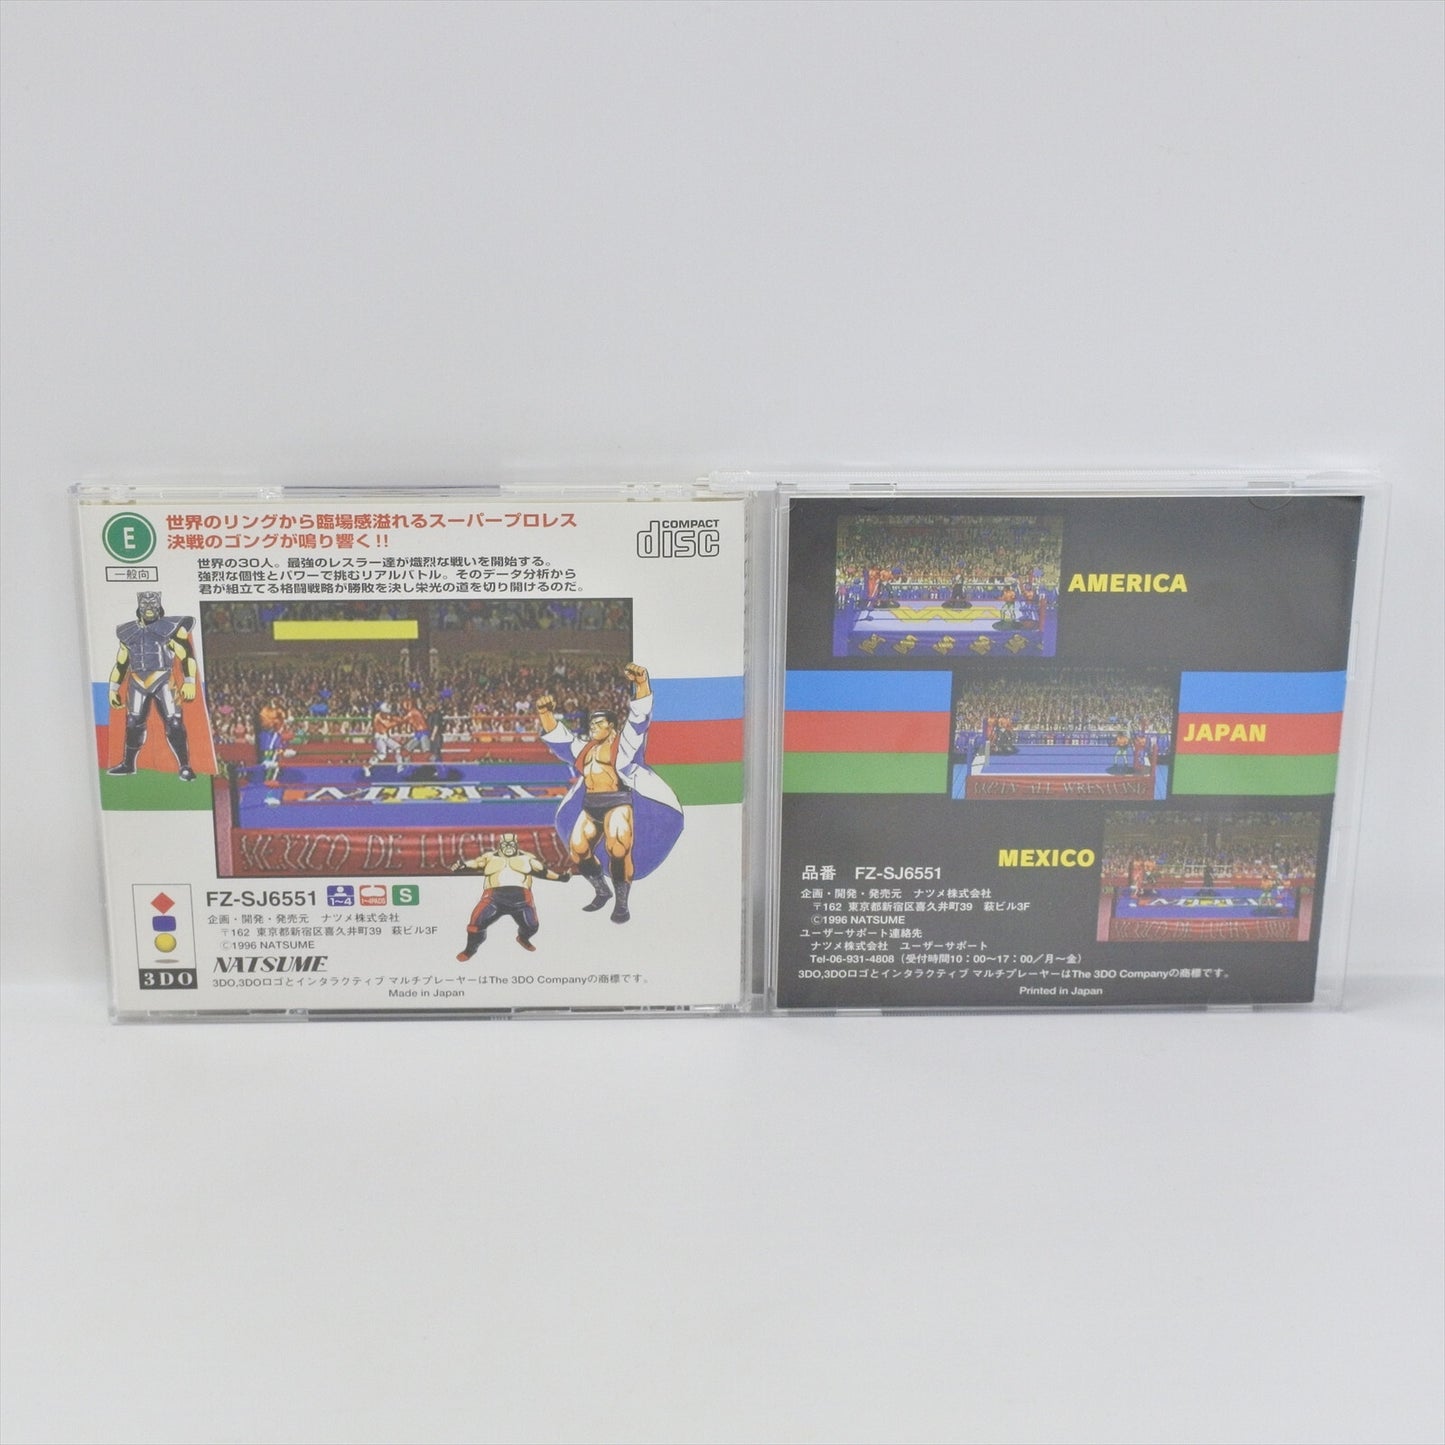 E
一般向
世界のリングから臨場感溢れるスーパープロレス
決戦のゴングが鳴り響く!!
COMPACT
disc
世界の30人。最強のレスラー達が熾烈な戦いを開始する。
強烈な個性とパワーで挑むリアルバトル。そのデータ分析から
君が組立てる格闘戦略が勝敗を決し栄光の道を切り開けるのだ。
MEXICO DE LUCHA LI
FZ-SJ6551
1~4
1~4PADS
S
企画・開発・発売元 ナツメ株式会社
〒162 東京都新宿区喜久井町39 萩ビル3F
©1996 NATSUME
NATSUME
3DO
3DO,3DOロゴとインタラクティブ マルチプレーヤーはThe 3DO Companyの商標です。
Made in Japan
AMERICA
JAPAN
MEXICO
品番 FZ-SJ6551
企画・開発・発売元 ナツメ株式会社
〒162 東京都新宿区喜久井町39 萩ビル3F
©1996 NATSUME
ユーザーサポート連絡先
ナツメ株式会社 ユーザーサポート
Tel-06-931-4808（受付時間10：00〜17：00／月〜金）
3DO,3DOロゴとインタラクティブ マルチプレーヤーはThe 3DO Companyの商標です。
Printed in Japan